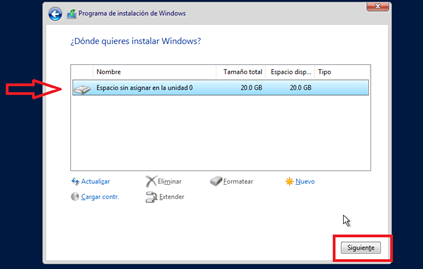 Programa de instalación de Windows
¿Dónde quieres instalar Windows?
Nombre Tamaño total Espacio disp... Tipo
Espacio sin asignar en la unidad 0 20.0 GB 20.0 GB
Actualizar Eliminar Formatear Nuevo
Cargar contr. Extender
Siguiente